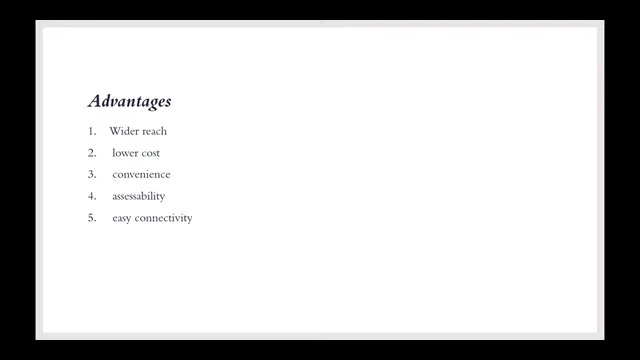 Advantages
1. Wider reach
2. lower cost
3. convenience
4. assessability
5. easy connectivity